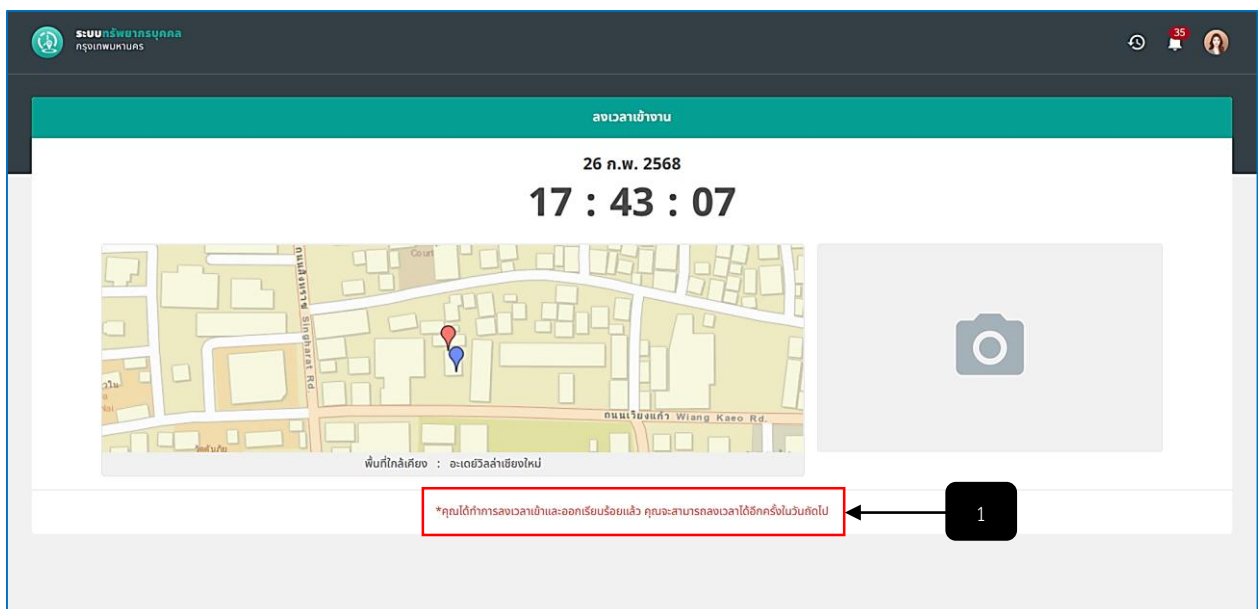 ระบบทรัพยากรบุคคล
กรุงเทพมหานคร
35
ลงเวลาเข้างาน
26 ก.พ. 2568
17 : 43 : 07
Court
ถนนสิงหราช Singharat Rd.
ถนนเวียงแก้ว Wiang Kaeo Rd.
พื้นที่ใกล้เคียง : อะเดย์วิลล่าเชียงใหม่
*คุณได้ทำการลงเวลาเข้าและออกเรียบร้อยแล้ว คุณจะสามารถลงเวลาได้อีกครั้งในวันถัดไป
1